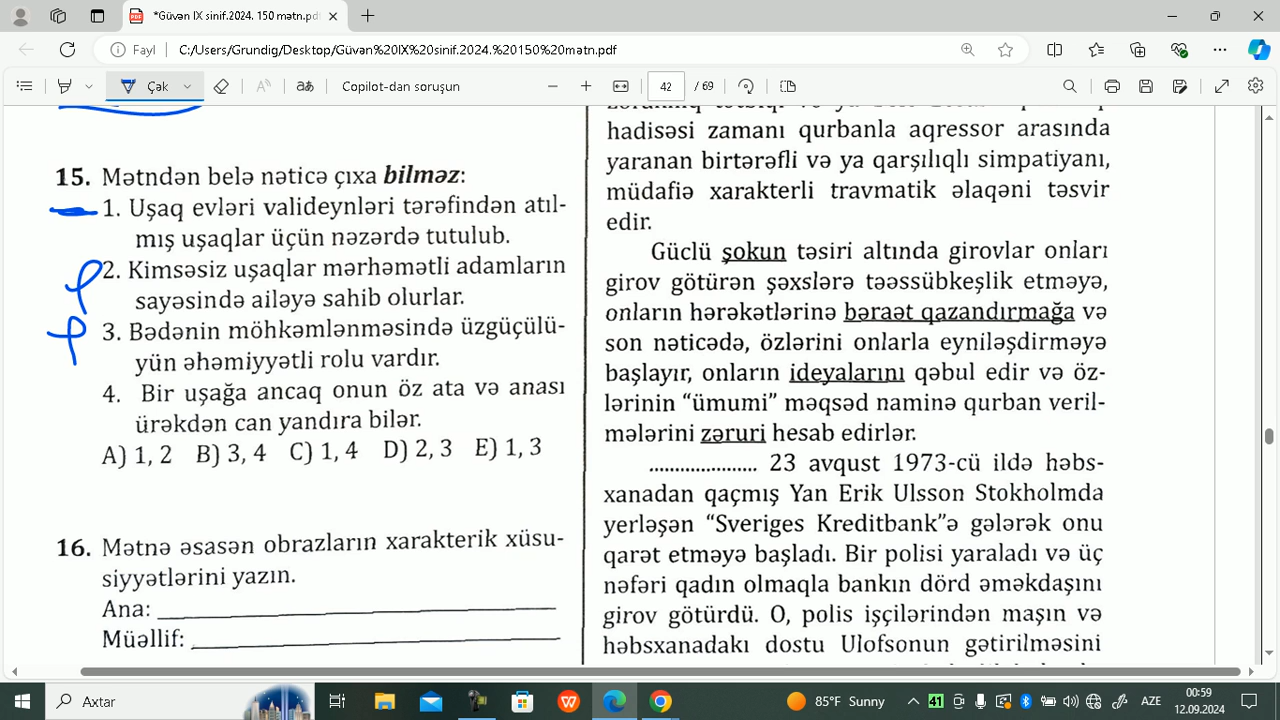 *Güvən IX sinif.2024. 150 mətn.pdf
Fayl
C:/Users/Grundig/Desktop/Güvən%20IX%20sinif.2024.%20150%20mətn.pdf
Çək
aあ
Copilot-dan soruşun
42 / 69
15. Mətndən belə nəticə çıxa bilməz:
1. Uşaq evləri valideynləri tərəfindən atıl-
mış uşaqlar üçün nəzərdə tutulub.
2. Kimsəsiz uşaqlar mərhəmətli adamların
sayəsində ailəyə sahib olurlar.
3. Bədənin möhkəmlənməsində üzgüçülü-
yün əhəmiyyətli rolu vardır.
4. Bir uşağa ancaq onun öz ata və anası
ürəkdən can yandıra bilər.
A) 1, 2 B) 3, 4 C) 1, 4 D) 2, 3 E) 1, 3
16. Mətnə əsasən obrazların xarakterik xüsu-
siyyətlərini yazın.
Ana:
Müəllif:
hadisəsi zamanı qurbanla aqressor arasında
yaranan birtərəfli və ya qarşılıqlı simpatiyanı,
müdafiə xarakterli travmatik əlaqəni təsvir
edir.
Güclü şokun təsiri altında girovlar onları
girov götürən şəxslərə təəssübkeşlik etməyə,
onların hərəkətlərinə bəraət qazandırmağa və
son nəticədə, özlərini onlarla eyniləşdirməyə
başlayır, onların ideyalarını qəbul edir və öz-
lərinin “ümumi” məqsəd naminə qurban veril-
mələrini zəruri hesab edirlər.
..................... 23 avqust 1973-cü ildə həbs-
xanadan qaçmış Yan Erik Ulsson Stokholmda
yerləşən “Sveriges Kreditbank”ə gələrək onu
qarət etməyə başladı. Bir polisi yaraladı və üç
nəfəri qadın olmaqla bankın dörd əməkdaşını
girov götürdü. O, polis işçilərindən maşın və
həbsxanadakı dostu Ulofsonun gətirilməsini
Axtar
85°F Sunny
41
AZE
00:59
12.09.2024